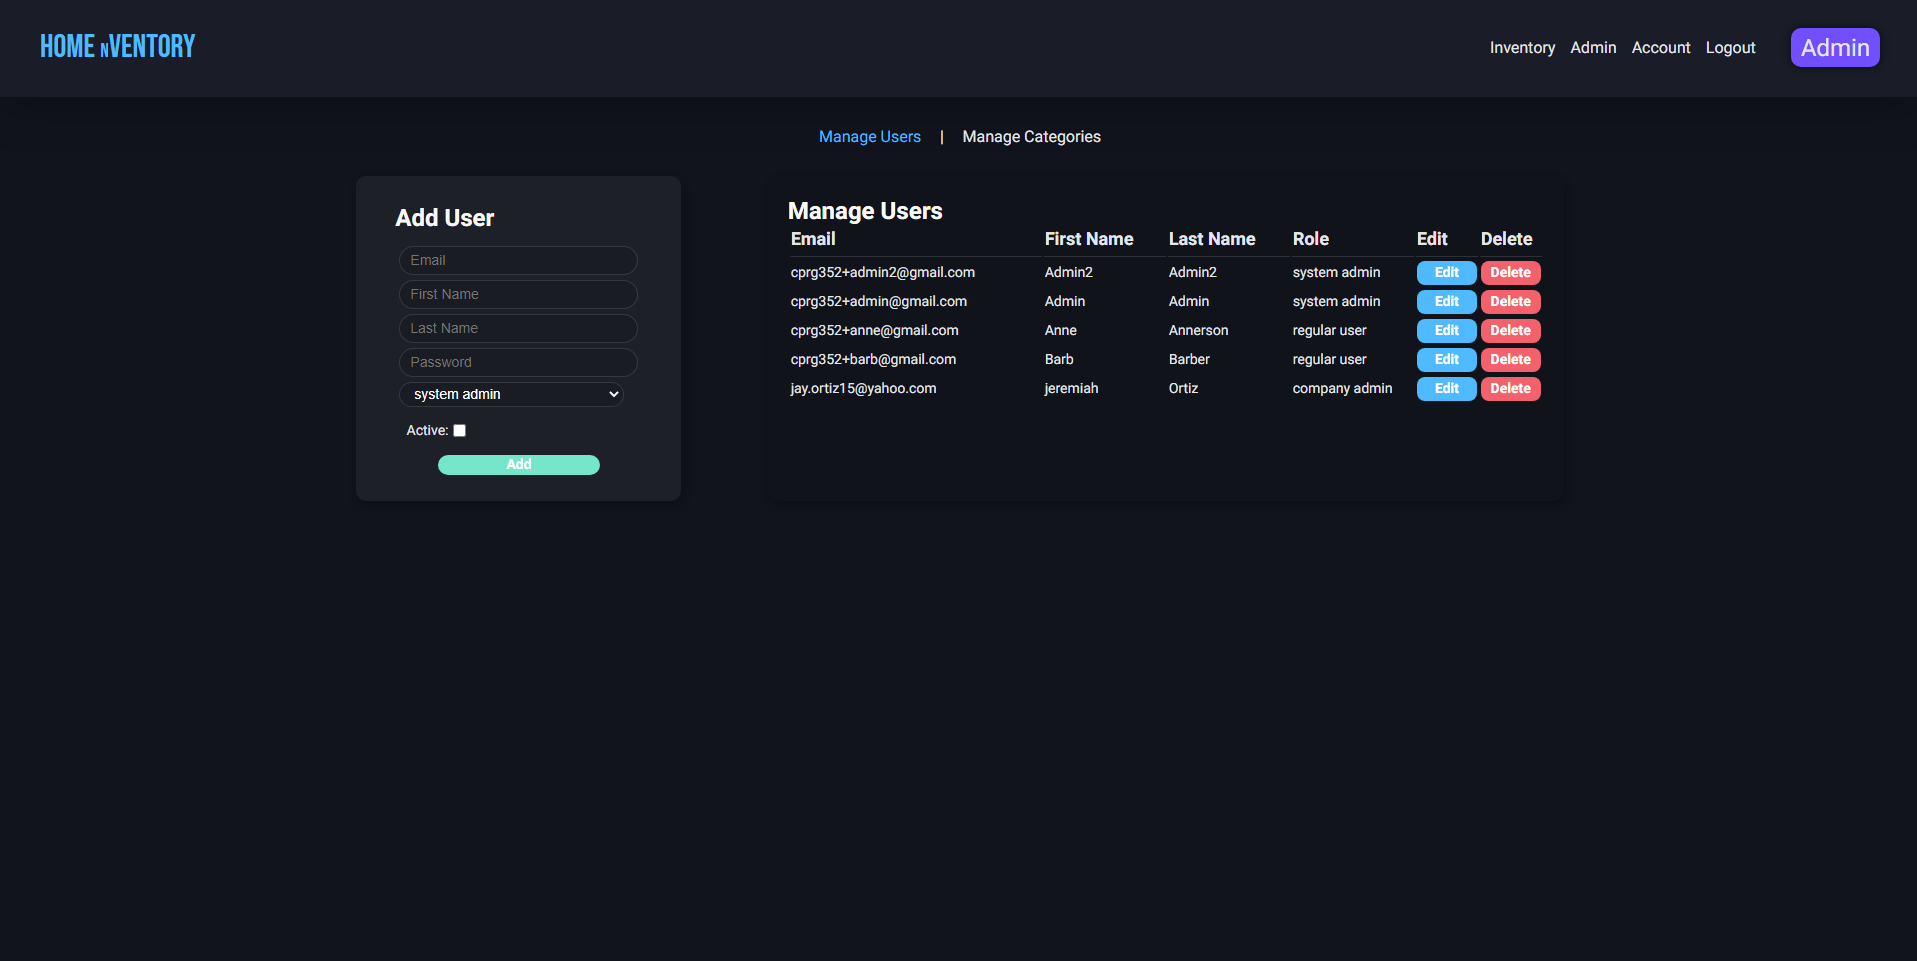 HOME NVENTORY
Inventory Admin Account Logout Admin
Manage Users | Manage Categories
Add User
Email
First Name
Last Name
Password
system admin
Active:
Add
Manage Users
Email First Name Last Name Role Edit Delete
cprg352+admin2@gmail.com Admin2 Admin2 system admin Edit Delete
cprg352+admin@gmail.com Admin Admin system admin Edit Delete
cprg352+anne@gmail.com Anne Annerson regular user Edit Delete
cprg352+barb@gmail.com Barb Barber regular user Edit Delete
jay.ortiz15@yahoo.com jeremiah Ortiz company admin Edit Delete